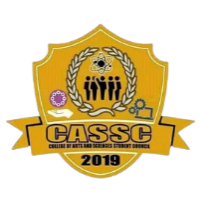 CASSC
COLLEGE OF ARTS AND SCIENCES STUDENT COUNCIL
2019